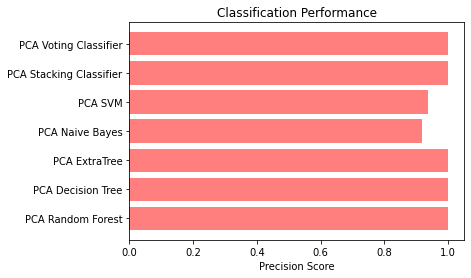 Classification Performance
PCA Voting Classifier
PCA Stacking Classifier
PCA SVM
PCA Naive Bayes
PCA ExtraTree
PCA Decision Tree
PCA Random Forest
0.0 0.2 0.4 0.6 0.8 1.0
Precision Score